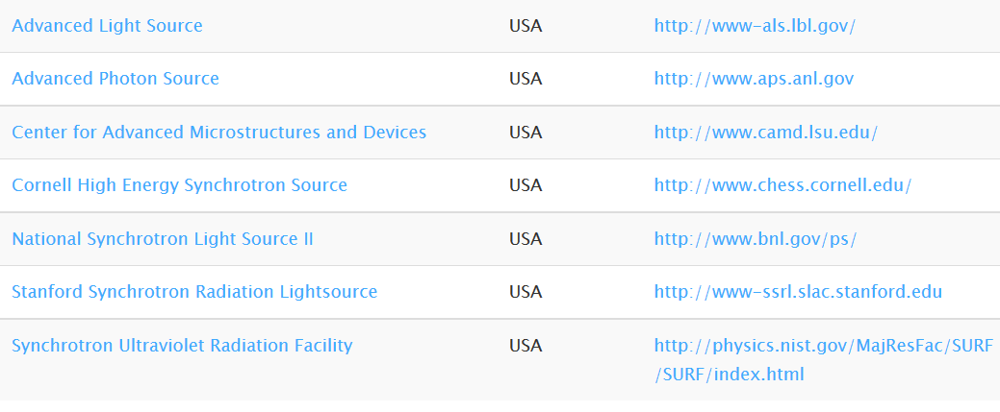 Advanced Light Source USA http://www-als.lbl.gov/
Advanced Photon Source USA http://www.aps.anl.gov
Center for Advanced Microstructures and Devices USA http://www.camd.lsu.edu/
Cornell High Energy Synchrotron Source USA http://www.chess.cornell.edu/
National Synchrotron Light Source II USA http://www.bnl.gov/ps/
Stanford Synchrotron Radiation Lightsource USA http://www-ssrl.slac.stanford.edu
Synchrotron Ultraviolet Radiation Facility USA http://physics.nist.gov/MajResFac/SURF
/SURF/index.html